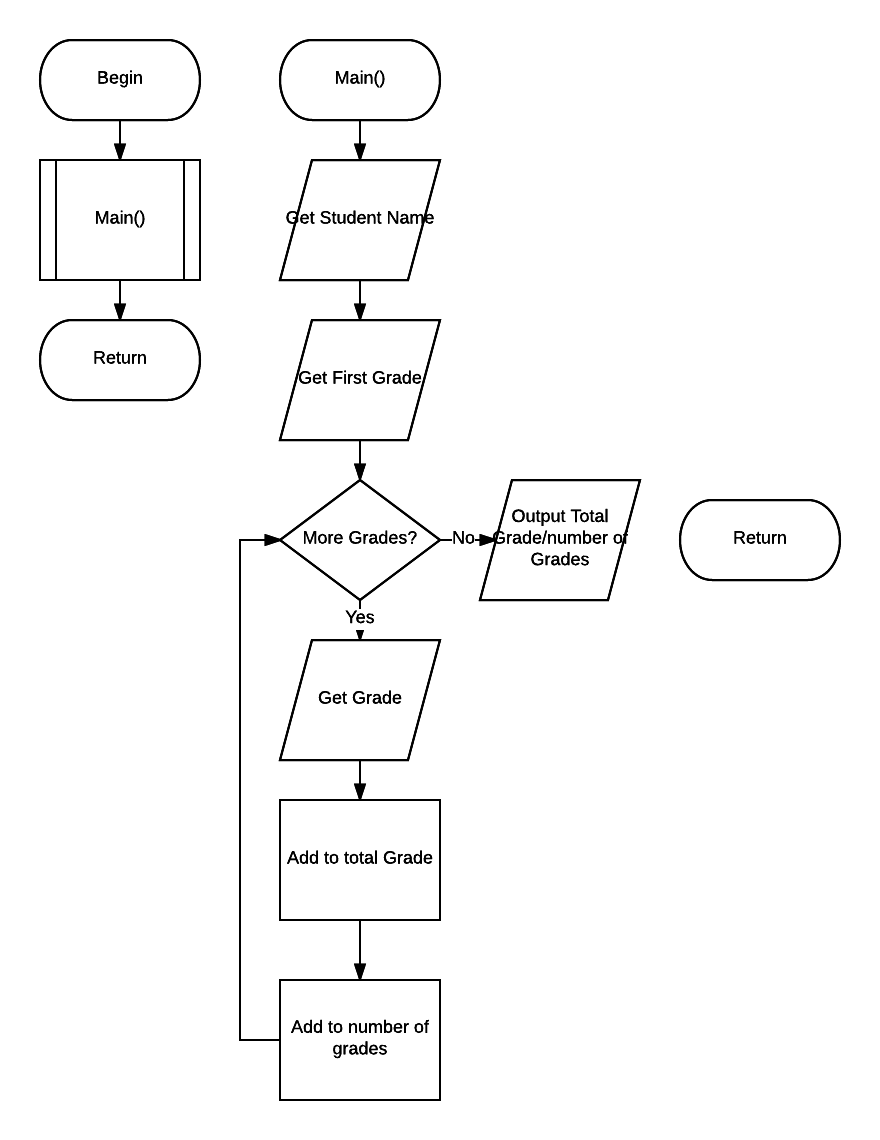 Begin
Main()
Return
Main()
Get Student Name
Get First Grade
More Grades?
No
Output Total
Grade/number of
Grades
Return
Yes
Get Grade
Add to total Grade
Add to number of
grades